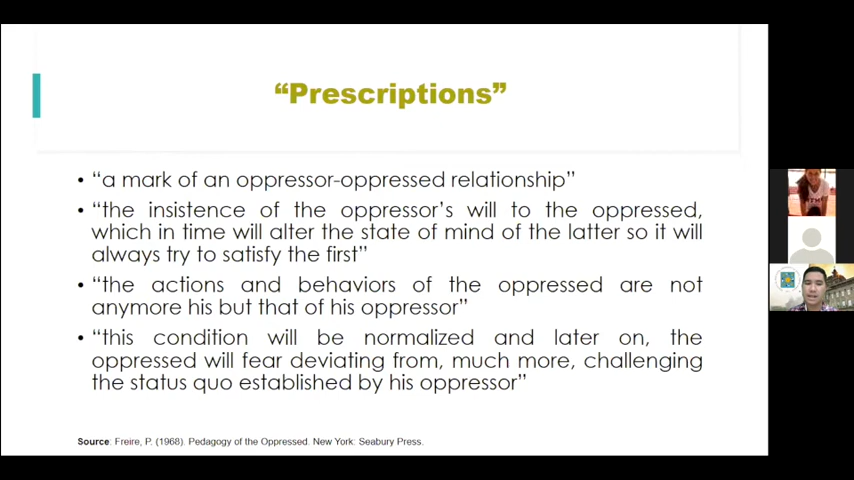 “Prescriptions”
• “a mark of an oppressor-oppressed relationship”
• “the insistence of the oppressor’s will to the oppressed,
which in time will alter the state of mind of the latter so it will
always try to satisfy the first”
• “the actions and behaviors of the oppressed are not
anymore his but that of his oppressor”
• “this condition will be normalized and later on, the
oppressed will fear deviating from, much more, challenging
the status quo established by his oppressor”
Source: Freire, P. (1968). Pedagogy of the Oppressed. New York: Seabury Press.